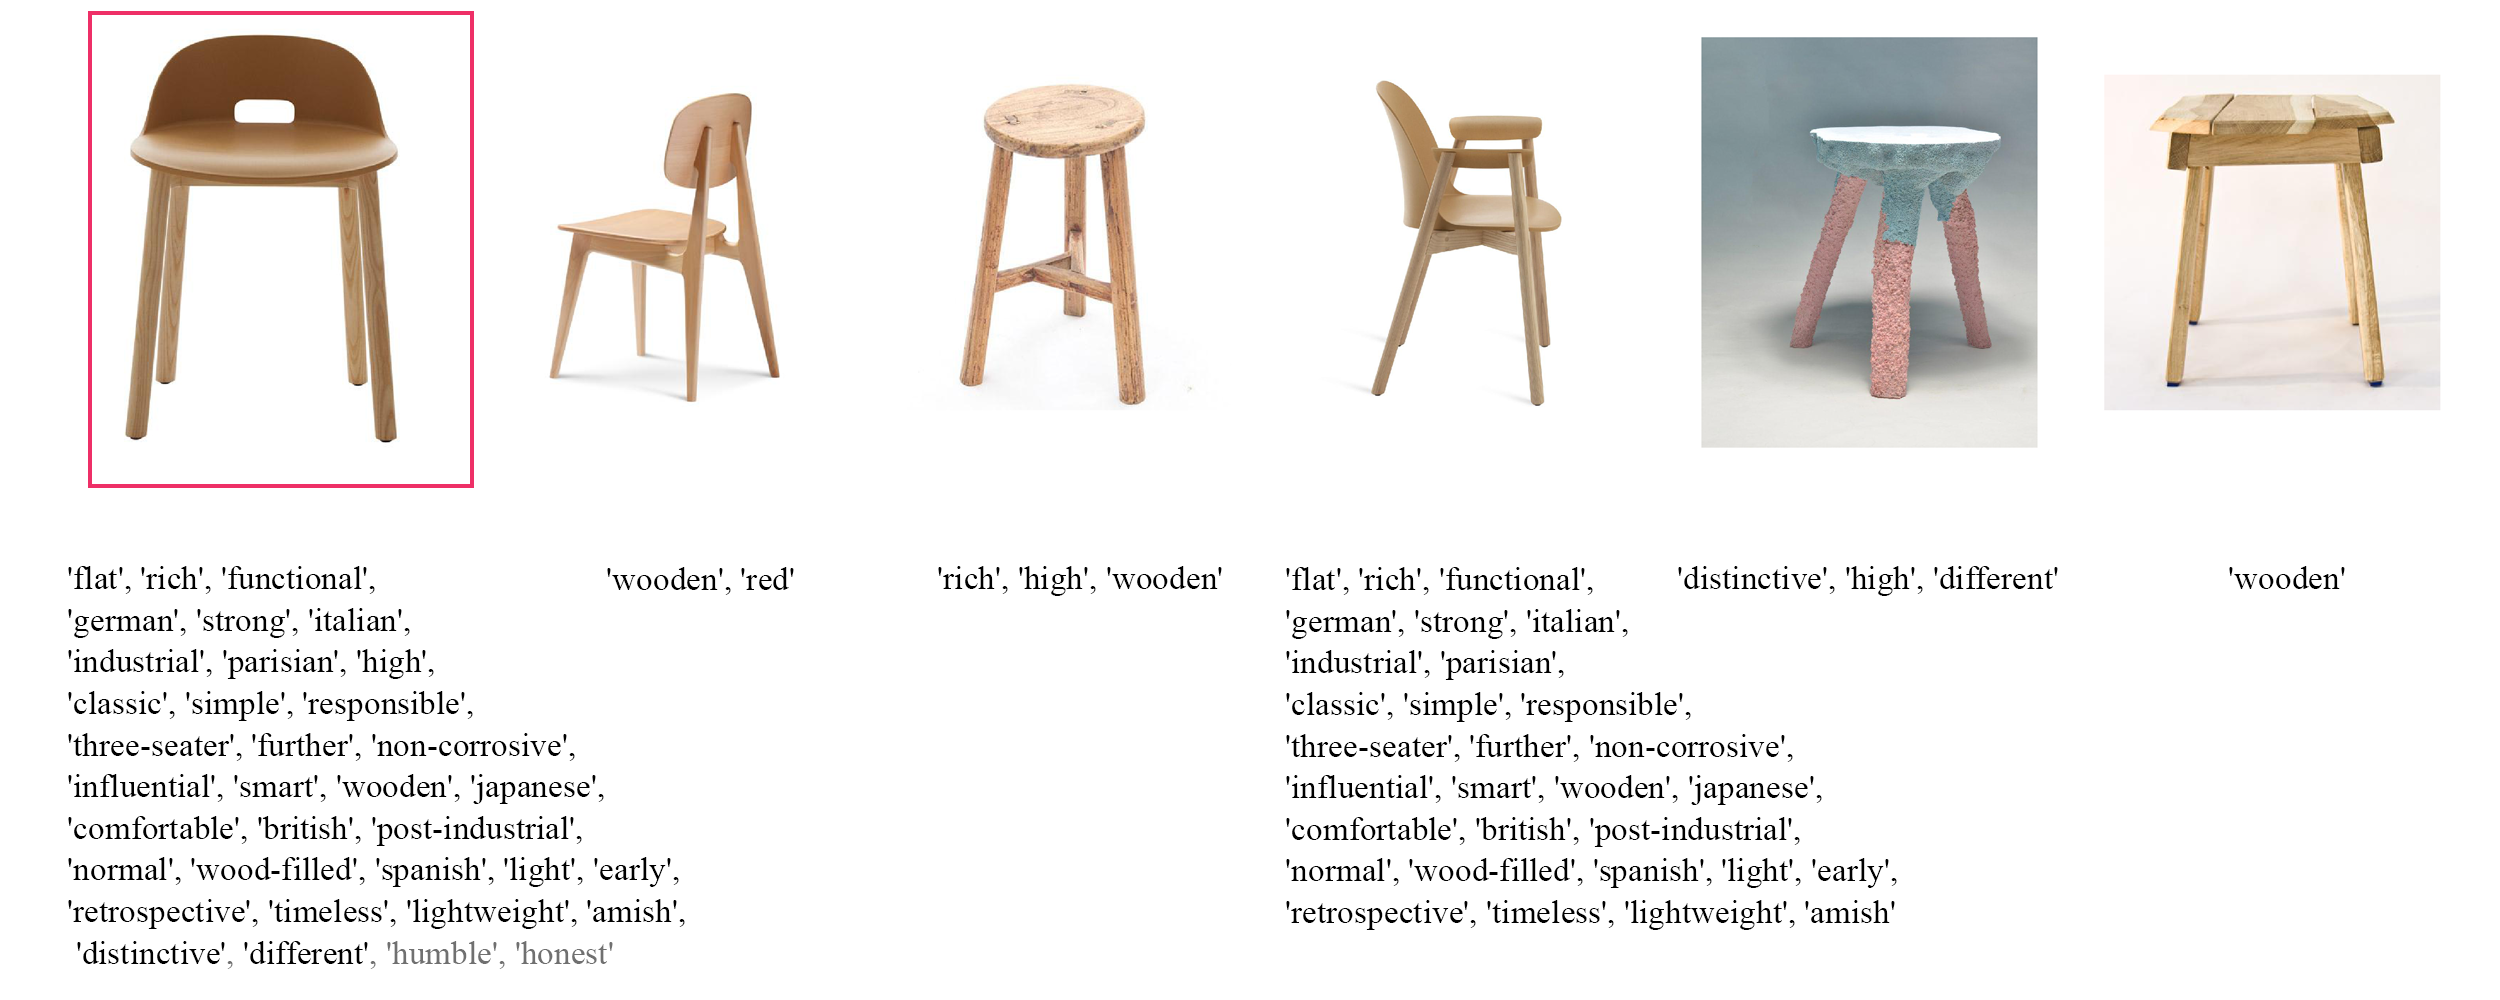 'flat', 'rich', 'functional',
'german', 'strong', 'italian',
'industrial', 'parisian', 'high',
'classic', 'simple', 'responsible',
'three-seater', 'further', 'non-corrosive',
'influential', 'smart', 'wooden', 'japanese',
'comfortable', 'british', 'post-industrial',
'normal', 'wood-filled', 'spanish', 'light', 'early',
'retrospective', 'timeless', 'lightweight', 'amish',
'distinctive', 'different', 'humble', 'honest'
'wooden', 'red'
'rich', 'high', 'wooden'
'flat', 'rich', 'functional',
'german', 'strong', 'italian',
'industrial', 'parisian',
'classic', 'simple', 'responsible',
'three-seater', 'further', 'non-corrosive',
'influential', 'smart', 'wooden', 'japanese',
'comfortable', 'british', 'post-industrial',
'normal', 'wood-filled', 'spanish', 'light', 'early',
'retrospective', 'timeless', 'lightweight', 'amish'
'distinctive', 'high', 'different'
'wooden'